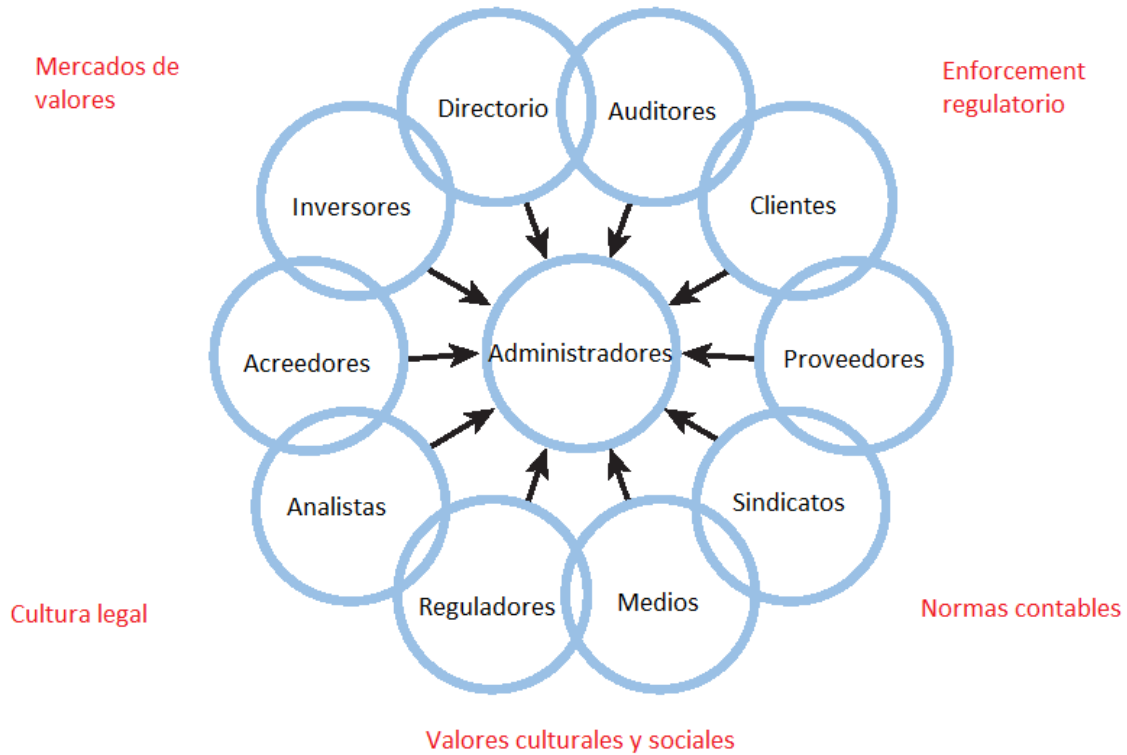 Mercados de
valores
Enforcement
regulatorio
Directorio
Auditores
Inversores
Clientes
Acreedores
Administradores
Proveedores
Analistas
Sindicatos
Reguladores
Medios
Cultura legal
Normas contables
Valores culturales y sociales